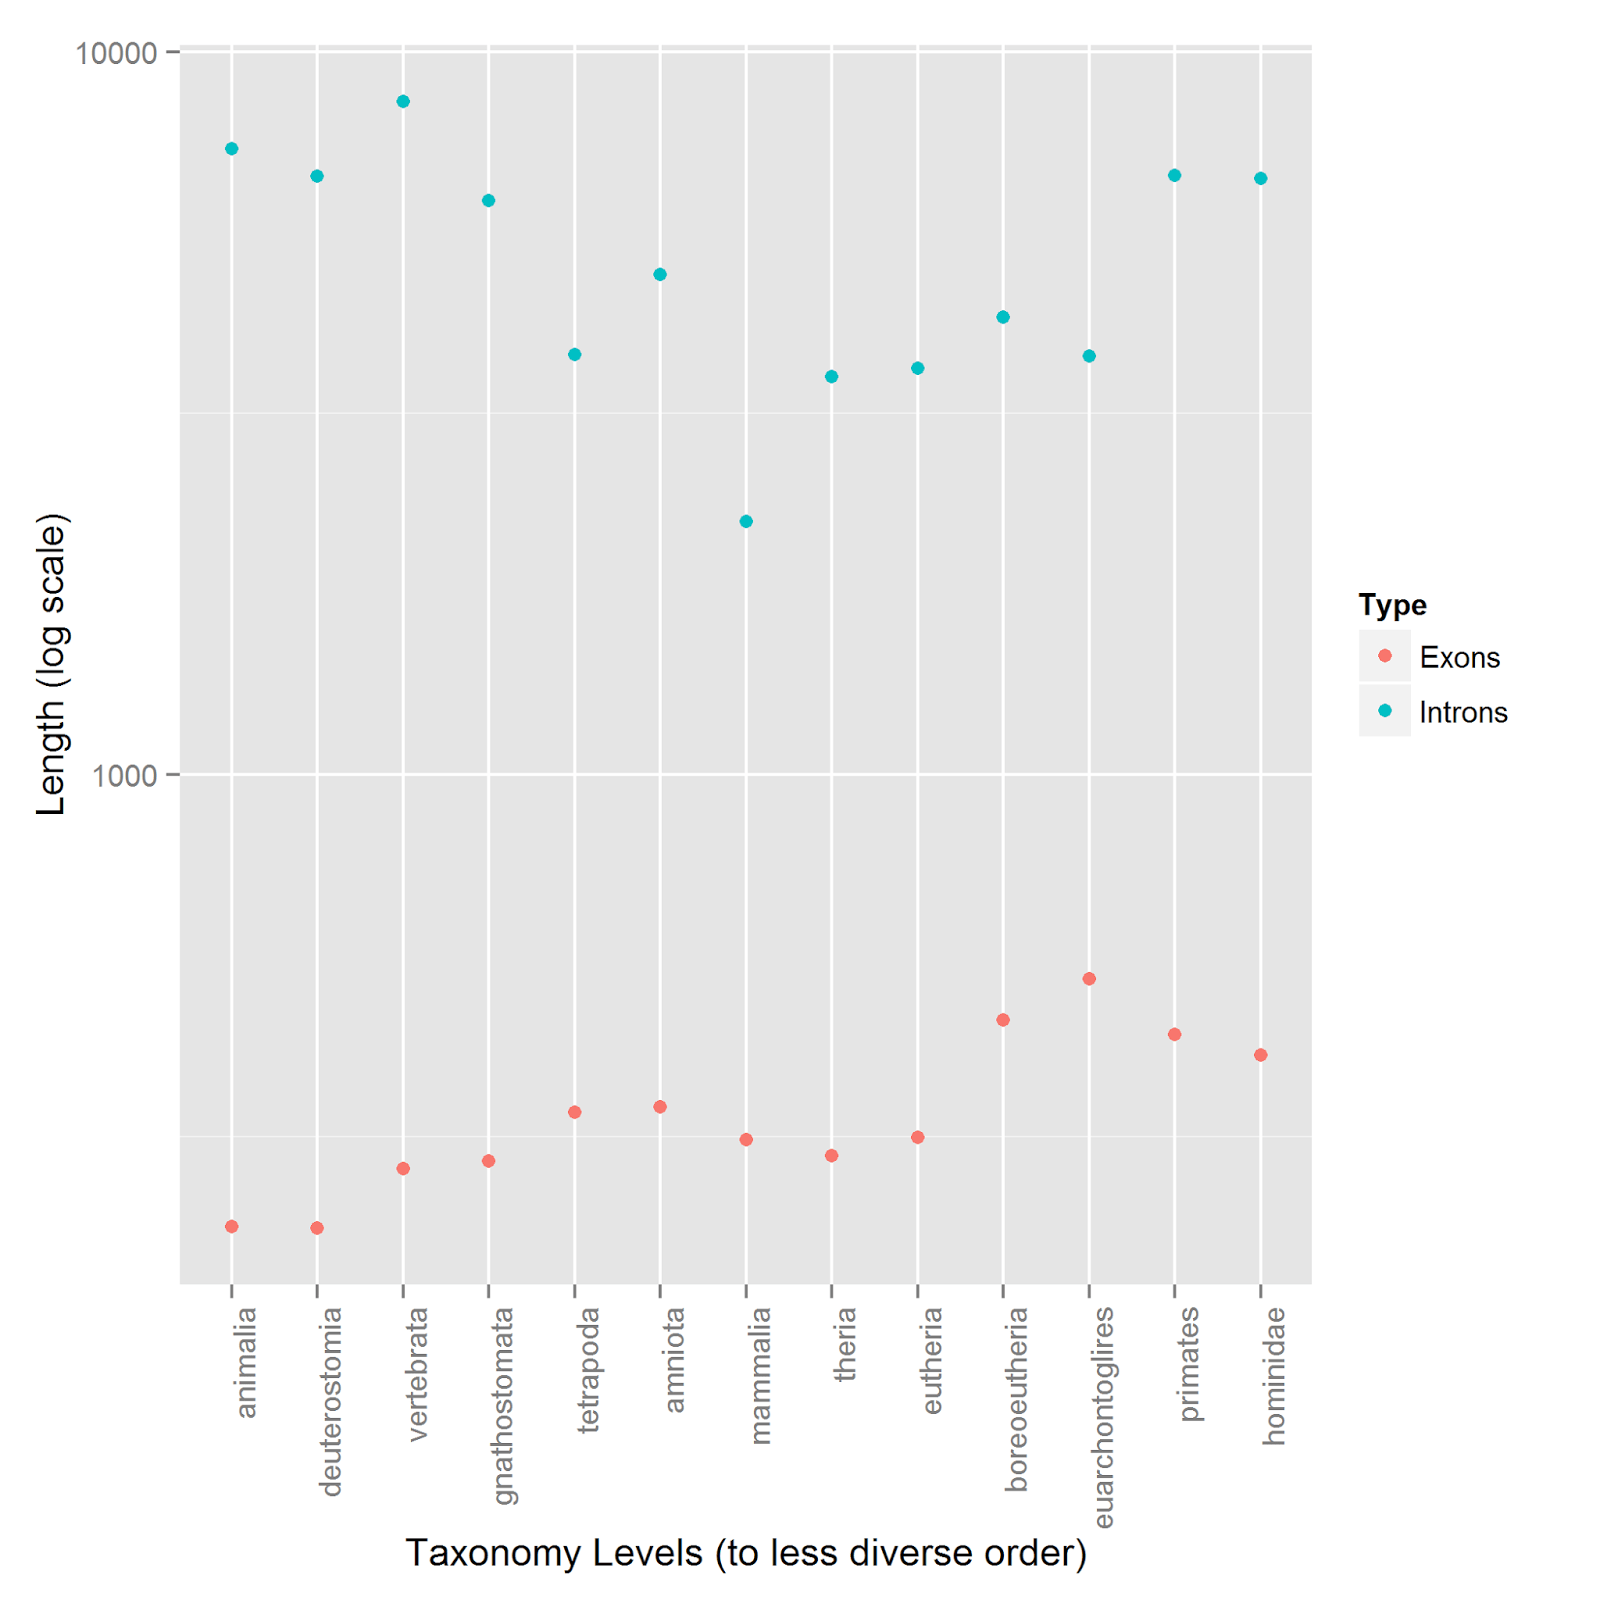 10000
1000
Length (log scale)
animalia
deuterostomia
vertebrata
gnathostomata
tetrapoda
amniota
mammalia
theria
eutheria
boreoeutheria
euarchontoglires
primates
hominidae
Taxonomy Levels (to less diverse order)
Type
Exons
Introns